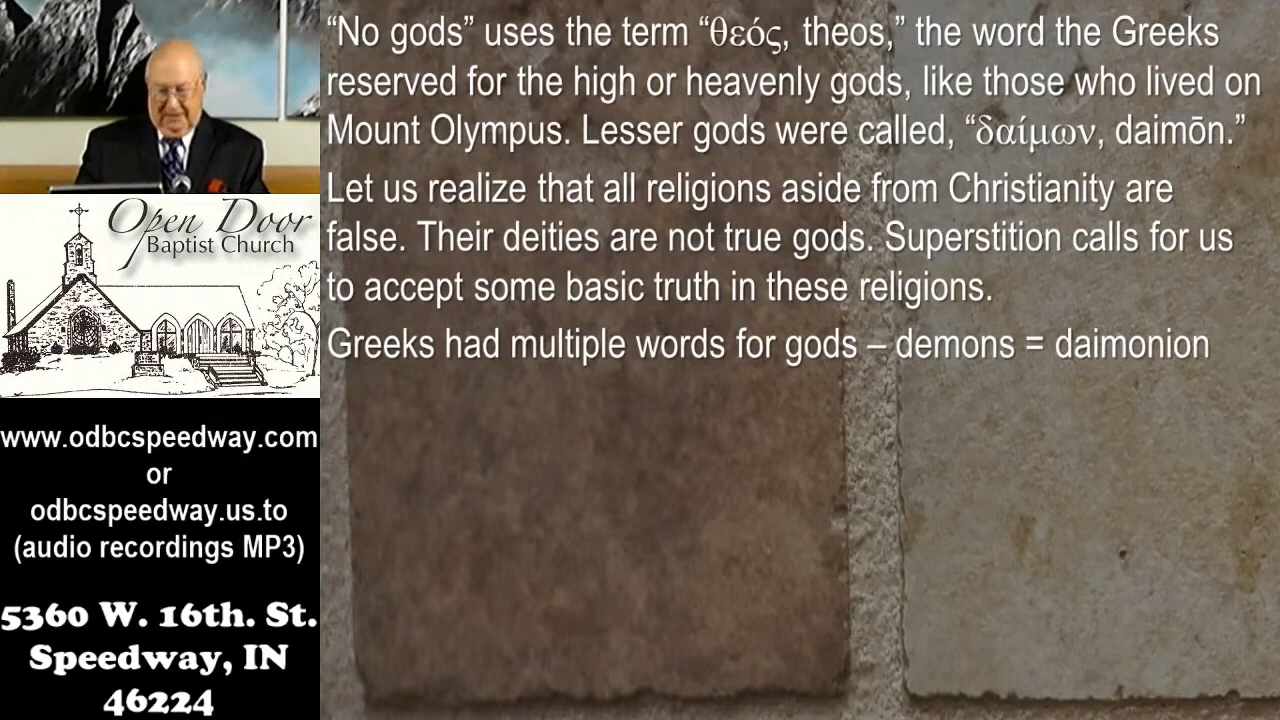 “No gods” uses the term “θεός, theos,” the word the Greeks
reserved for the high or heavenly gods, like those who lived on
Mount Olympus. Lesser gods were called, “δαίμων, daimōn.”
Let us realize that all religions aside from Christianity are
false. Their deities are not true gods. Superstition calls for us
to accept some basic truth in these religions.
Greeks had multiple words for gods – demons = daimonion
Open Door
Baptist Church
www.odbcspeedway.com
or
odbcspeedway.us.to
(audio recordings MP3)
5360 W. 16th. St.
Speedway, IN
46224